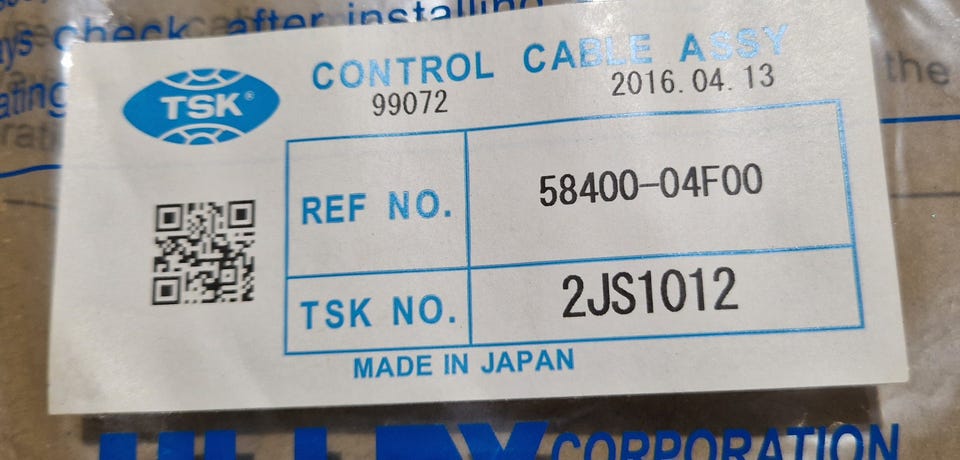 check after installing
TSK®
CONTROL CABLE ASSY
99072
2016.04.13
the
REF NO.
58400-04F00
TSK NO.
2JS1012
MADE IN JAPAN
CORPORATION